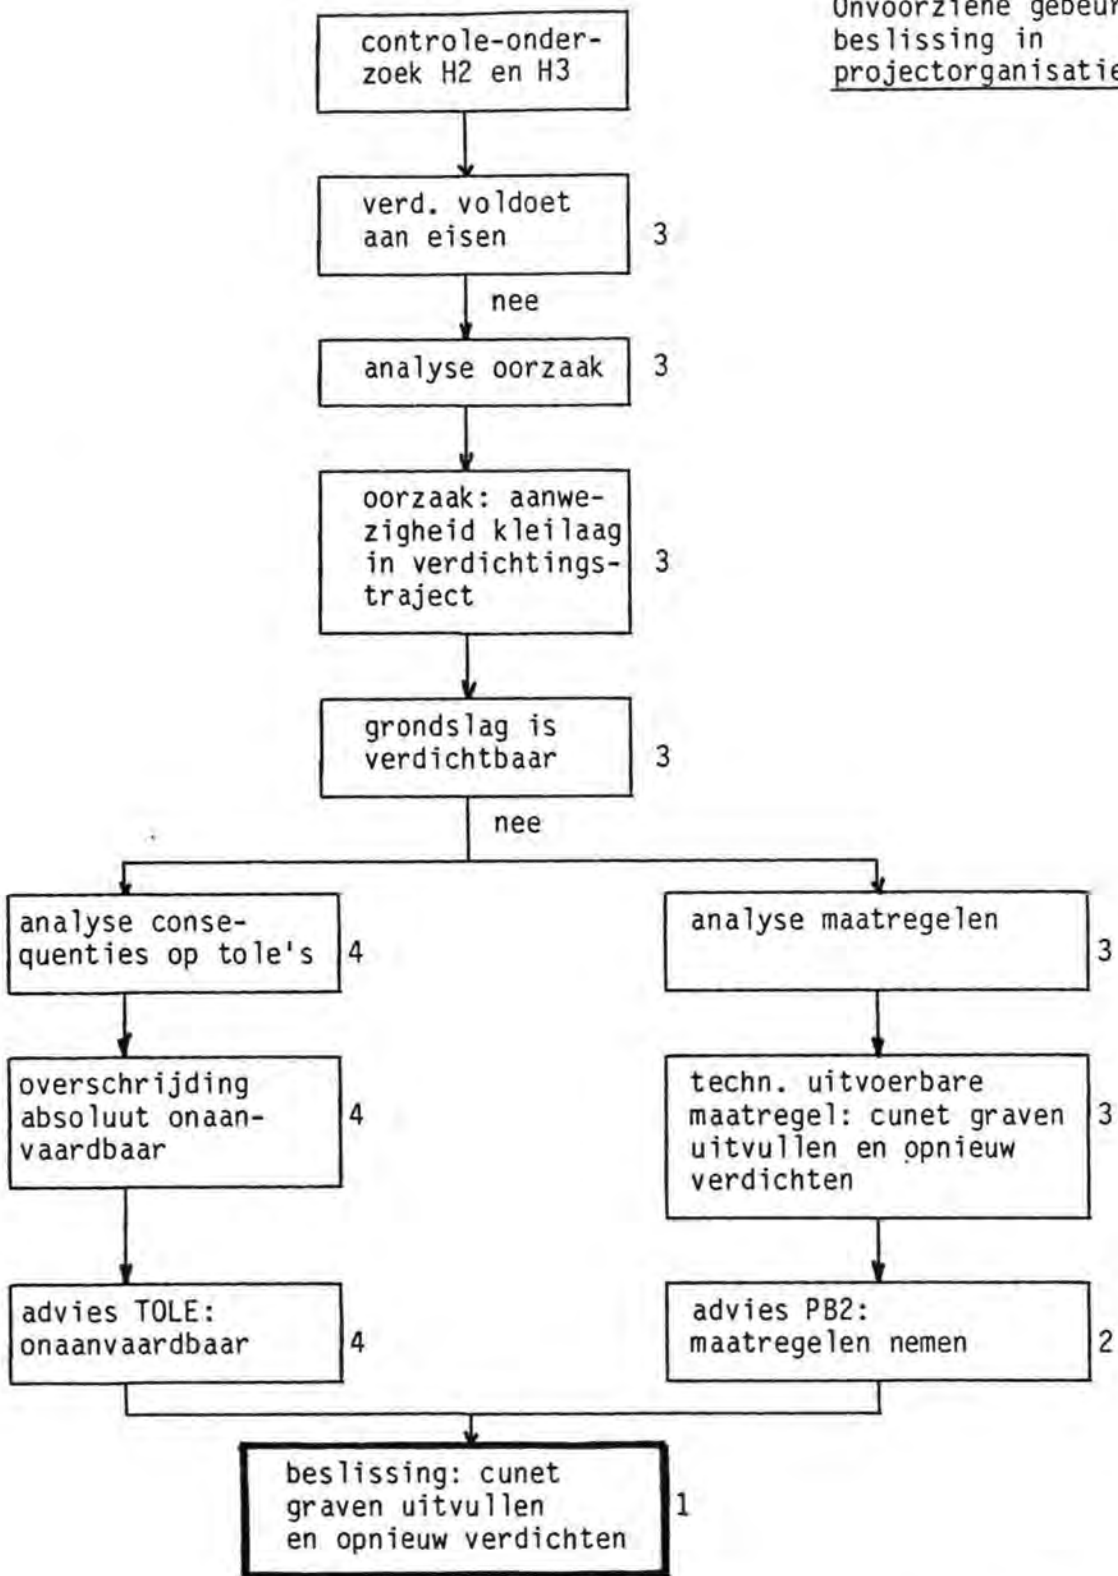 Onvoorziene gebeur
beslissing in
projectorganisatie
controle-onder-
zoek H2 en H3
verd. voldoet
aan eisen
3
nee
analyse oorzaak
3
oorzaak: aanwe-
zigheid kleilaag
in verdichtings-
traject
3
grondslag is
verdichtbaar
3
nee
analyse conse-
quenties op tole's
4
overschrijding
absoluut onaan-
vaardbaar
4
advies TOLE:
onaanvaardbaar
4
analyse maatregelen
3
techn. uitvoerbare
maatregel: cunet graven
uitvullen en opnieuw
verdichten
3
advies PB2:
maatregelen nemen
2
beslissing: cunet
graven uitvullen
en opnieuw verdichten
1